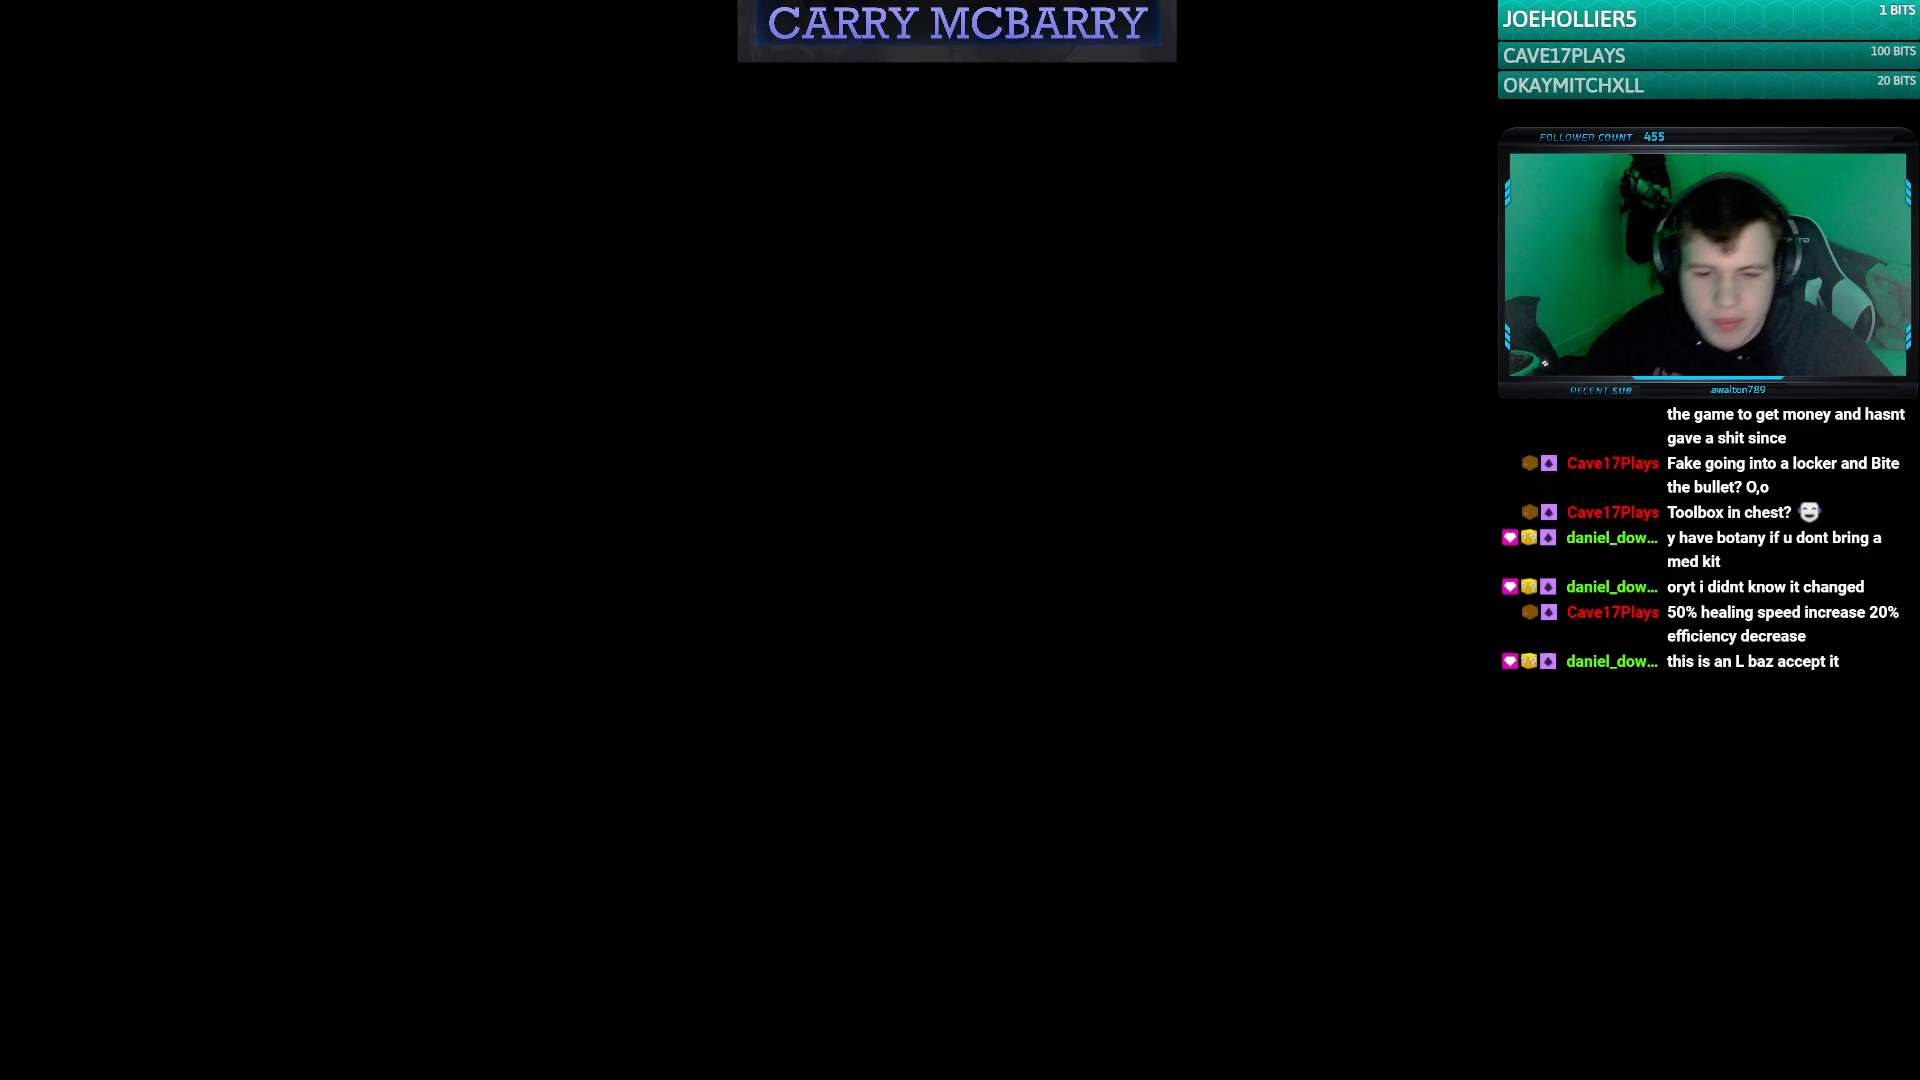 CARRY MCBARRY
JOEHOLLIER5 1 BITS
CAVE17PLAYS 100 BITS
OKAYMITCHXLL 20 BITS
FOLLOWER COUNT 455
RECENT SUB awalton789
the game to get money and hasnt
gave a shit since
Cave17Plays Fake going into a locker and Bite
the bullet? O,o
Cave17Plays Toolbox in chest?
daniel_dow... y have botany if u dont bring a
med kit
daniel_dow... oryt i didnt know it changed
Cave17Plays 50% healing speed increase 20%
efficiency decrease
daniel_dow... this is an L baz accept it